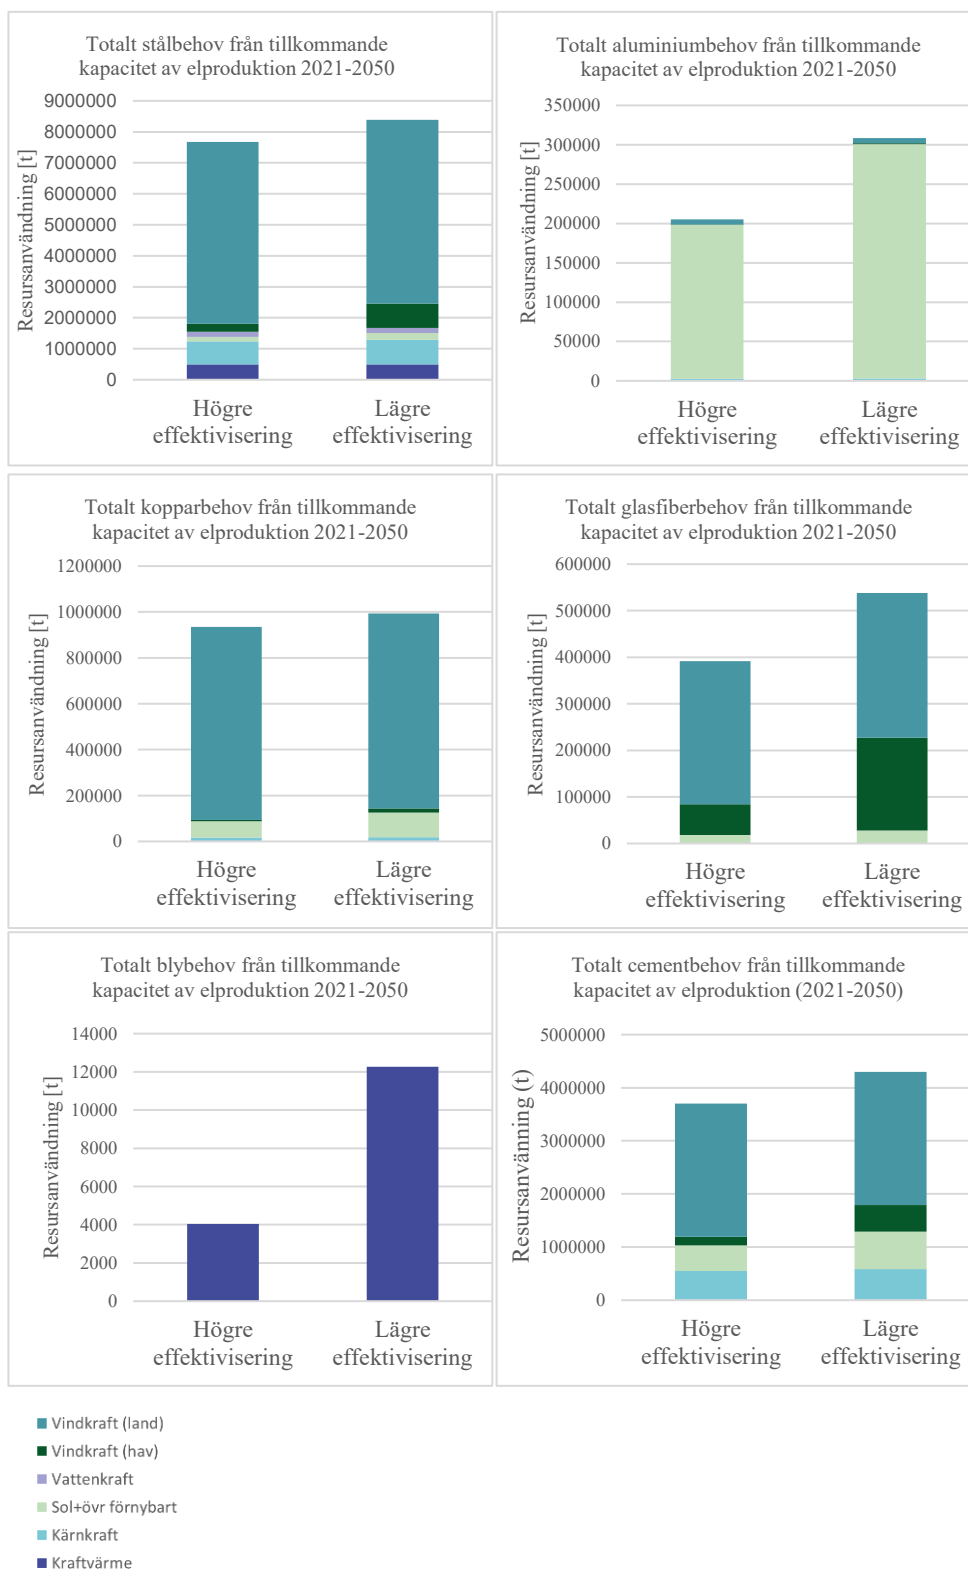 Totalt stålbehov från tillkommande
kapacitet av elproduktion 2021-2050
Resursanvändning [t]
9000000
8000000
7000000
6000000
5000000
4000000
3000000
2000000
1000000
0
Högre
effektivisering
Lägre
effektivisering
Totalt aluminiumbehov från tillkommande
kapacitet av elproduktion 2021-2050
Resursanvändning [t]
350000
300000
250000
200000
150000
100000
50000
0
Högre
effektivisering
Lägre
effektivisering
Totalt kopparbehov från tillkommande
kapacitet av elproduktion 2021-2050
Resursanvändning [t]
1200000
1000000
800000
600000
400000
200000
0
Högre
effektivisering
Lägre
effektivisering
Totalt glasfiberbehov från tillkommande
kapacitet av elproduktion 2021-2050
Resursanvändning [t]
600000
500000
400000
300000
200000
100000
0
Högre
effektivisering
Lägre
effektivisering
Totalt blybehov från tillkommande
kapacitet av elproduktion 2021-2050
Resursanvändning [t]
14000
12000
10000
8000
6000
4000
2000
0
Högre
effektivisering
Lägre
effektivisering
Totalt cementbehov från tillkommande
kapacitet av elproduktion (2021-2050)
Resursanvänning (t)
5000000
4000000
3000000
2000000
1000000
0
Högre
effektivisering
Lägre
effektivisering
Vindkraft (land)
Vindkraft (hav)
Vattenkraft
Sol+övr förnybart
Kärnkraft
Kraftvärme